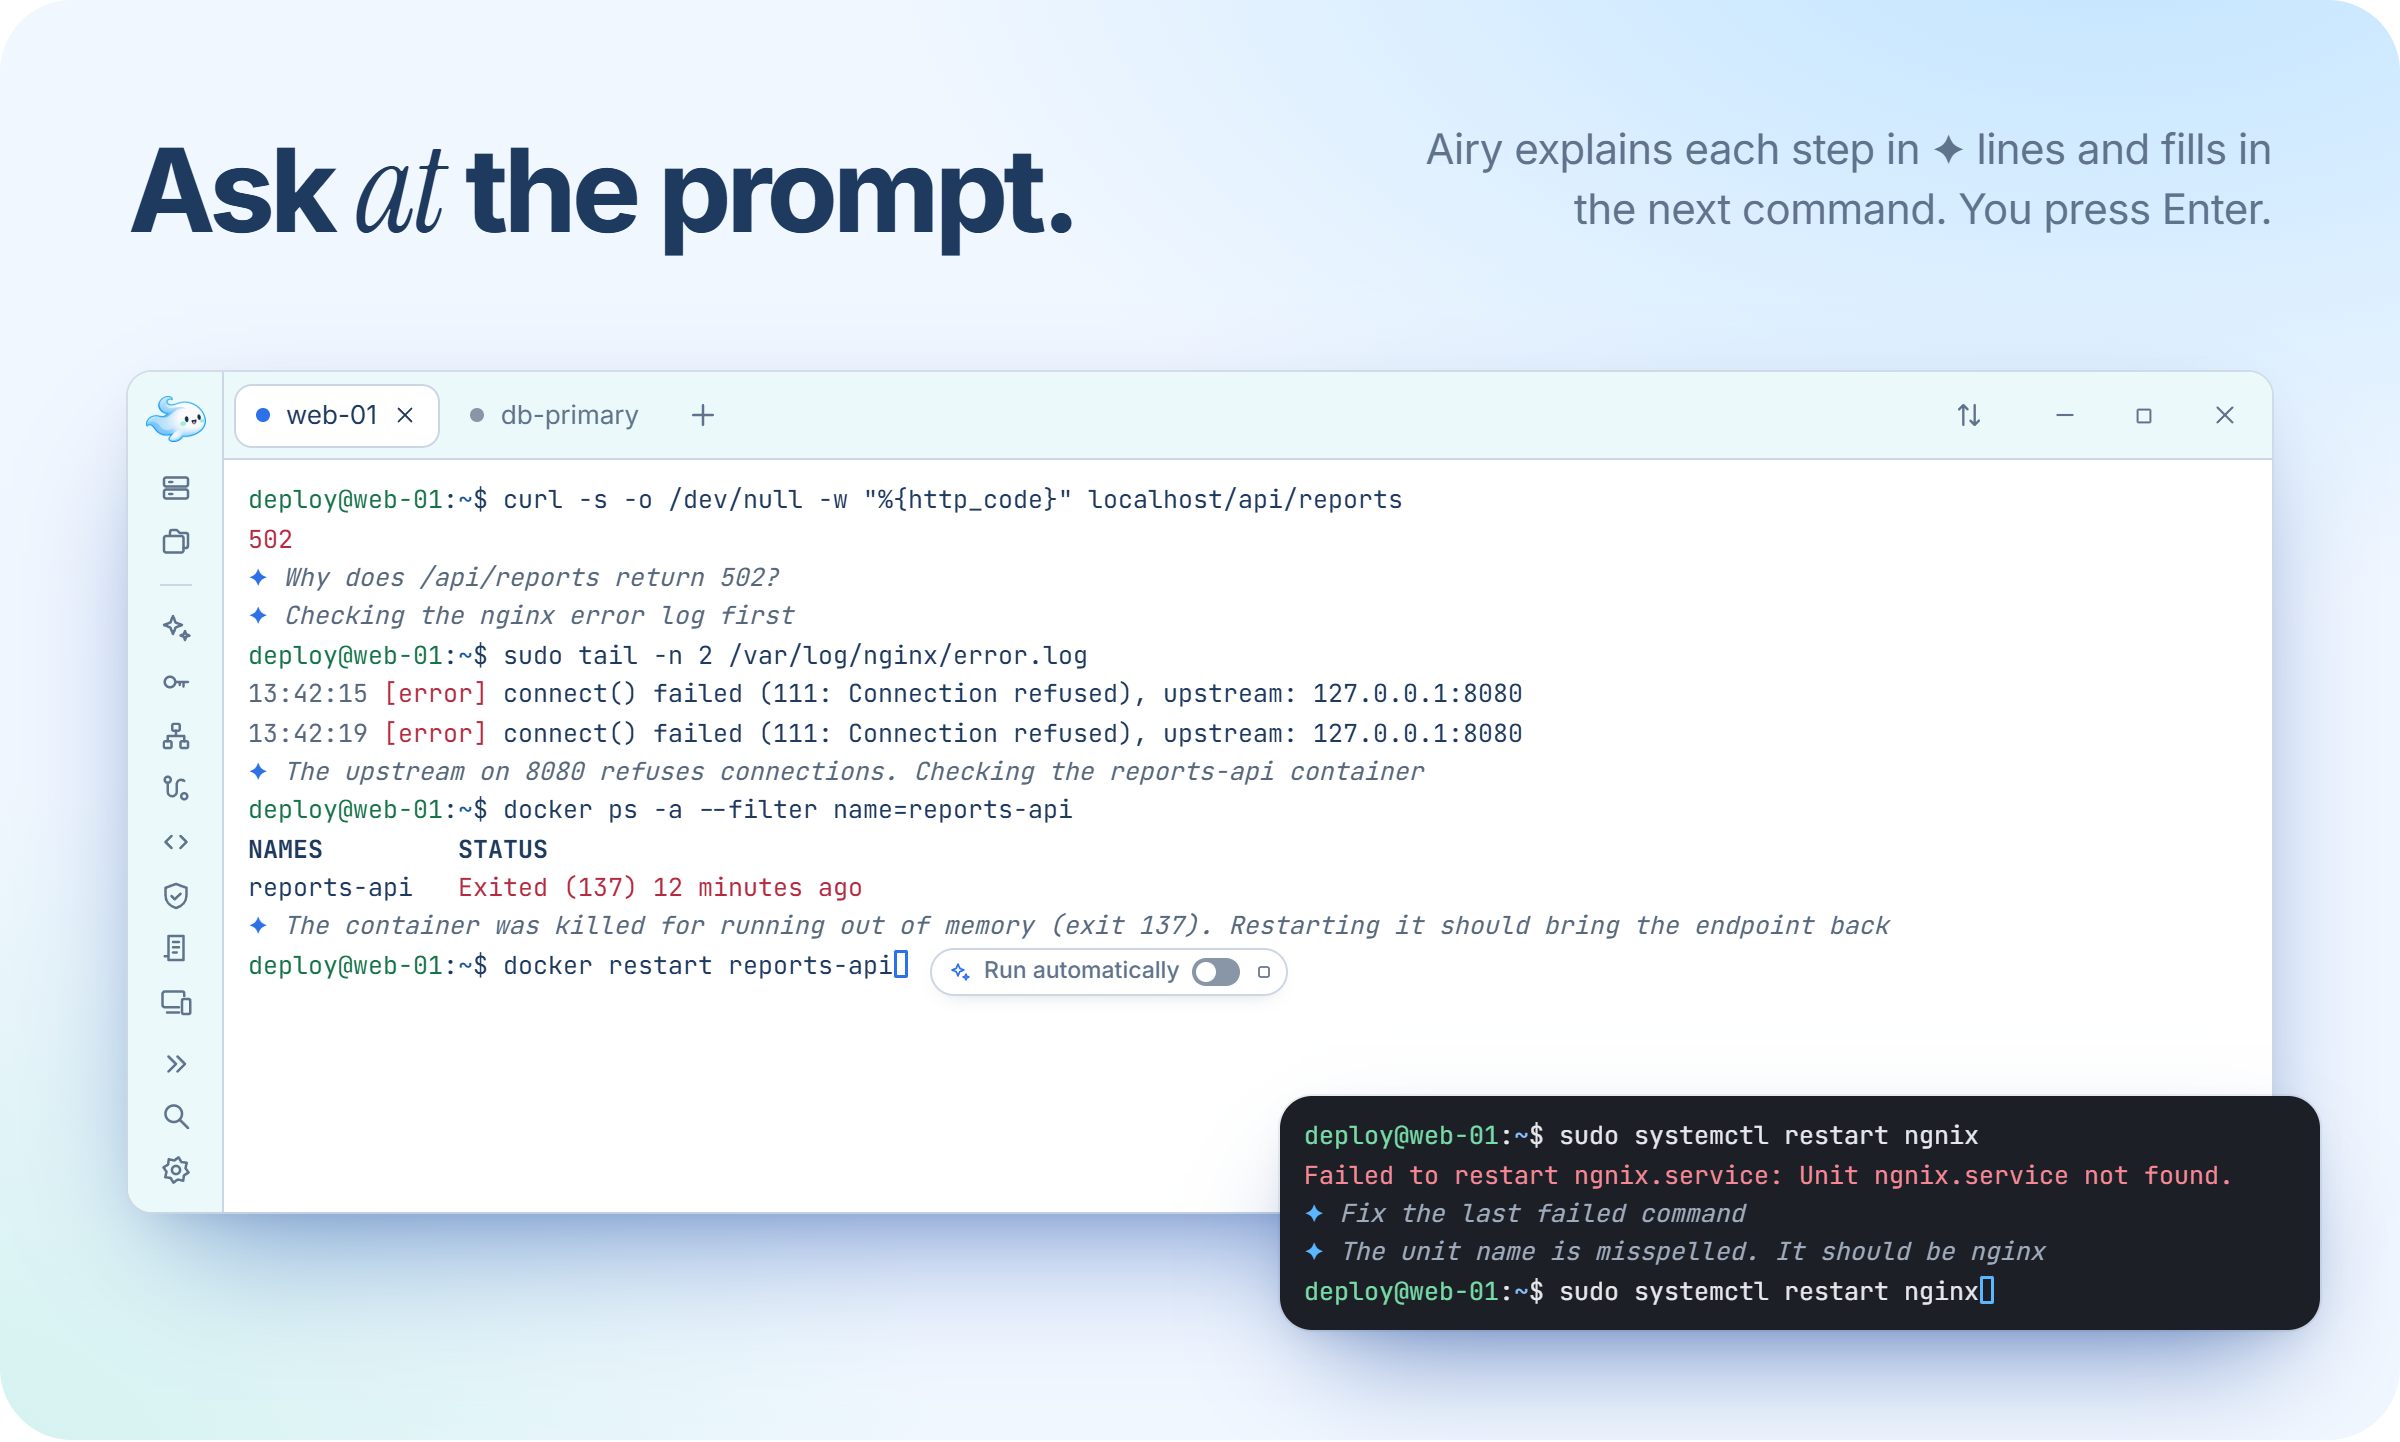 Ask at the prompt.
Airy explains each step in ✦ lines and fills in
the next command. You press Enter.
web-01
db-primary
deploy@web-01:~$ curl -s -o /dev/null -w "%{http_code}" localhost/api/reports
502
✦ Why does /api/reports return 502?
✦ Checking the nginx error log first
deploy@web-01:~$ sudo tail -n 2 /var/log/nginx/error.log
13:42:15 [error] connect() failed (111: Connection refused), upstream: 127.0.0.1:8080
13:42:19 [error] connect() failed (111: Connection refused), upstream: 127.0.0.1:8080
✦ The upstream on 8080 refuses connections. Checking the reports-api container
deploy@web-01:~$ docker ps -a --filter name=reports-api
NAMES STATUS
reports-api Exited (137) 12 minutes ago
✦ The container was killed for running out of memory (exit 137). Restarting it should bring the endpoint back
deploy@web-01:~$ docker restart reports-api
Run automatically
deploy@web-01:~$ sudo systemctl restart ngnix
Failed to restart ngnix.service: Unit ngnix.service not found.
✦ Fix the last failed command
✦ The unit name is misspelled. It should be nginx
deploy@web-01:~$ sudo systemctl restart nginx